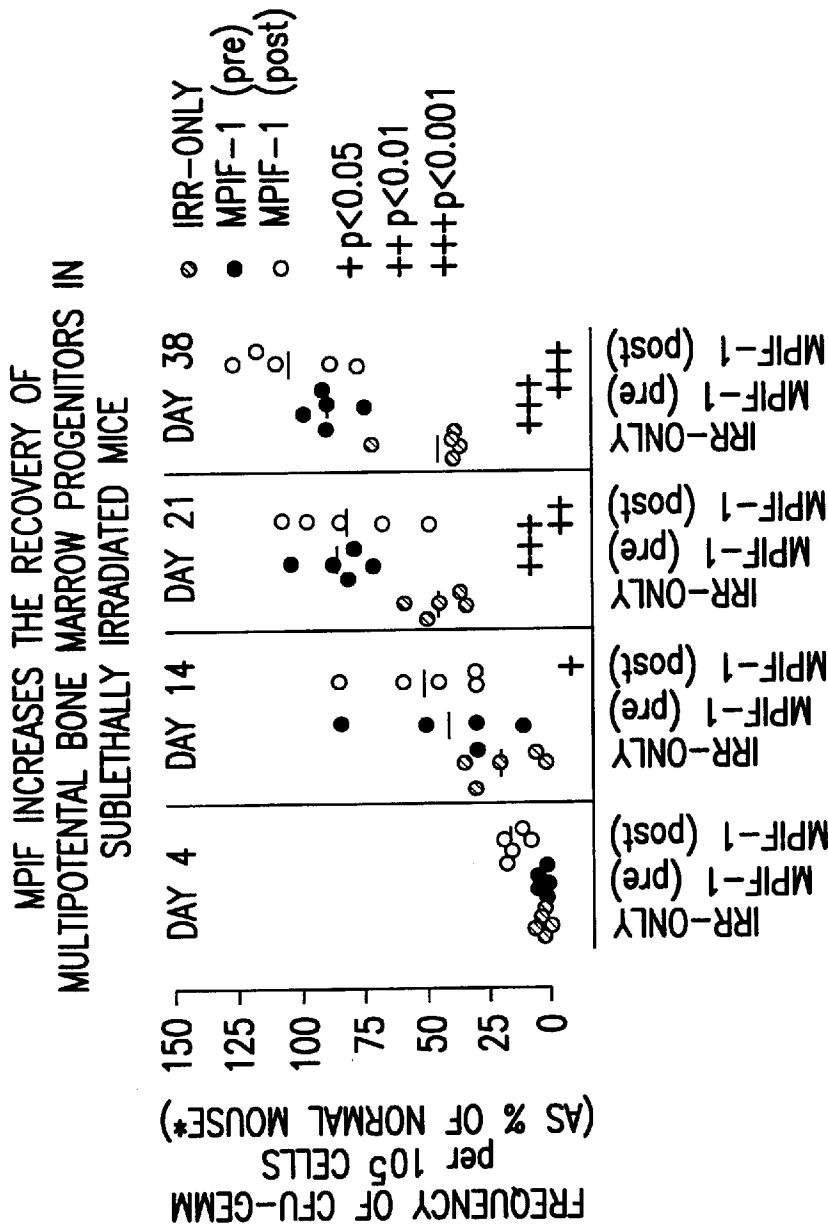 MPIF INCREASES THE RECOVERY OF
MULTIPOTENTAL BONE MARROW PROGENITORS IN
SUBLETHALLY IRRADIATED MICE
FREQUENCY OF CFU-GEMM
per 105 CELLS
(AS % OF NORMAL MOUSE*)
150
125
100
75
50
25
0
DAY 4
DAY 14
DAY 21
DAY 38
IRR-ONLY
MPIF-1 (pre)
MPIF-1 (post)
+ p<0.05
++ p<0.01
+++ p<0.001
+
+++
++
+++
+++
IRR-ONLY
MPIF-1 (pre)
MPIF-1 (post)
IRR-ONLY
MPIF-1 (pre)
MPIF-1 (post)
IRR-ONLY
MPIF-1 (pre)
MPIF-1 (post)
IRR-ONLY
MPIF-1 (pre)
MPIF-1 (post)